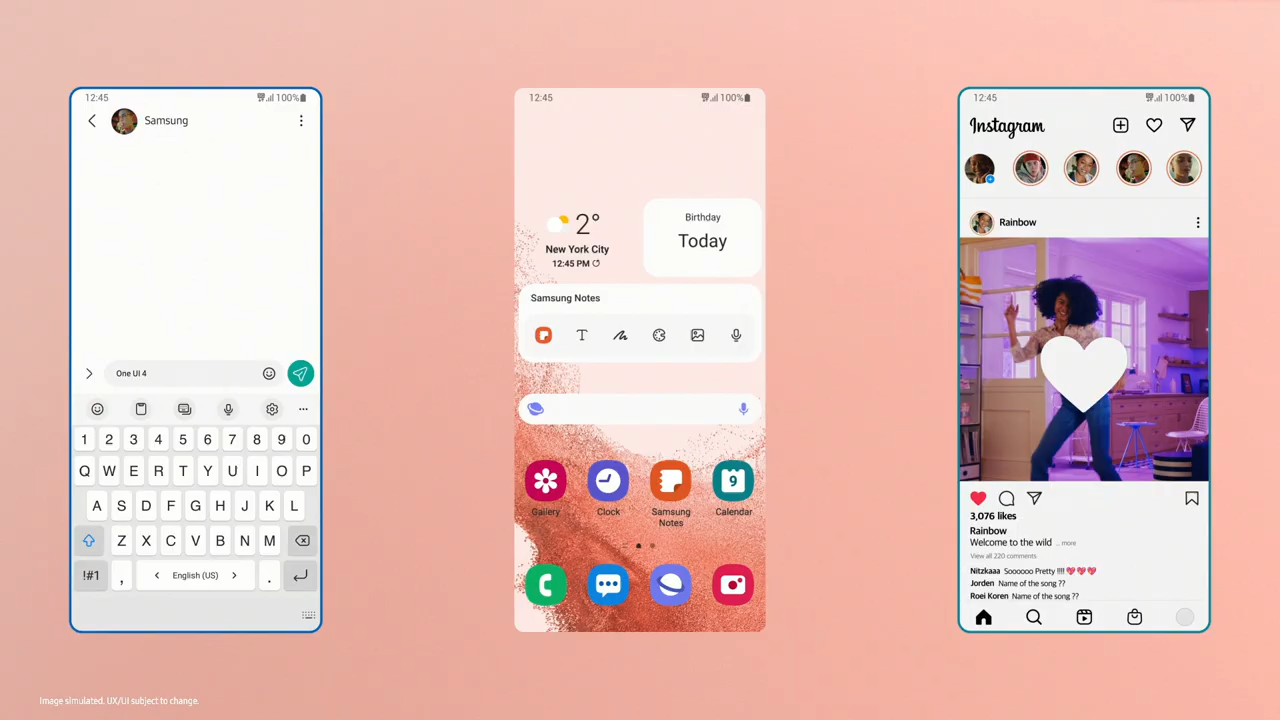 12:45
100%
Samsung
One UI 4
1 2 3 4 5 6 7 8 9 0
Q W E R T Y U I O P
A S D F G H J K L
Z X C V B N M
!#1 , < English (US) > .
12:45
100%
2°
New York City
12:45 PM
Birthday
Today
Samsung Notes
T
Gallery
Clock
Samsung
Notes
9
Calendar
12:45
100%
Instagram
Rainbow
3,076 likes
Rainbow
Welcome to the wild ... more
View all 220 comments
Nitzkaaa Soooooo Pretty !!!! 💖💖💖
Jorden Name of the song ??
Roei Koren Name of the song ??
Image simulated. UX/UI subject to change.